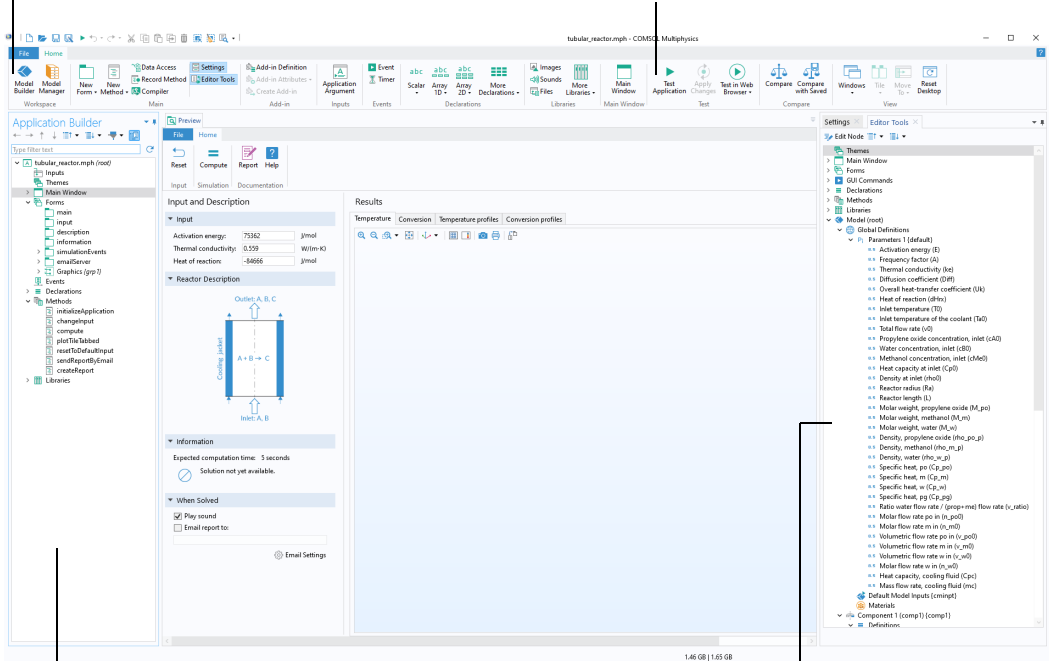 tubular_reactor.mph - COMSOL Multiphysics
File Home
Model Builder
Model Manager
New Form
New Method
Data Access
Record Method
Compiler
Settings
Editor Tools
Add-in Definition
Add-in Attributes
Create Add-in
Application Argument
Event
Timer
abc
Scalar
abc abc
Array 1D
abc abc
Array 2D
More Declarations
Images
Sounds
Files
More Libraries
Main Window
Test Application
Apply Changes
Test in Web Browser
Compare
Compare with Saved
Windows
Tile
Move To
Reset Desktop
Workspace Main Add-in Inputs Events Declarations Libraries Main Window Test Compare View
Application Builder
Type filter text
tubular_reactor.mph (root)
Inputs
Themes
Main Window
Forms
main
input
description
information
simulationEvents
emailServer
Graphics (grp1)
Events
Declarations
Methods
initializeApplication
changeInput
compute
plotTileTabbed
resetToDefaultInput
sendReportByEmail
createReport
Libraries
Preview
File Home
Reset Compute Report Help
Input Simulation Documentation
Input and Description
Input
Activation energy: 75362 J/mol
Thermal conductivity: 0.559 W/(m·K)
Heat of reaction: -84666 J/mol
Reactor Description
Outlet: A, B, C
Cooling jacket
A + B → C
Inlet: A, B
Information
Expected computation time: 5 seconds
Solution not yet available.
When Solved
Play sound
Email report to:
Email Settings
Results
Temperature Conversion Temperature profiles Conversion profiles
Settings Editor Tools
Edit Node
Themes
Main Window
Forms
GUI Commands
Declarations
Methods
Libraries
Model (root)
Global Definitions
Parameters 1 (default)
Activation energy (E)
Frequency factor (A)
Thermal conductivity (ke)
Diffusion coefficient (Diff)
Overall heat-transfer coefficient (Uk)
Heat of reaction (dHrx)
Inlet temperature (T0)
Inlet temperature of the coolant (Ta0)
Total flow rate (v0)
Propylene oxide concentration, inlet (cA0)
Water concentration, inlet (cB0)
Methanol concentration, inlet (cMe0)
Heat capacity at inlet (Cp0)
Density at inlet (rho0)
Reactor radius (Ra)
Reactor length (L)
Molar weight, propylene oxide (M_po)
Molar weight, methanol (M_m)
Molar weight, water (M_w)
Density, propylene oxide (rho_po_p)
Density, methanol (rho_m_p)
Density, water (rho_w_p)
Specific heat, po (Cp_po)
Specific heat, m (Cp_m)
Specific heat, w (Cp_w)
Specific heat, pg (Cp_pg)
Ratio water flow rate / (prop+me) flow rate (v_ratio)
Molar flow rate po in (n_po0)
Molar flow rate m in (n_m0)
Volumetric flow rate po in (v_po0)
Volumetric flow rate m in (v_m0)
Volumetric flow rate w in (v_w0)
Molar flow rate w in (n_w0)
Heat capacity, cooling fluid (Cpc)
Mass flow rate, cooling fluid (mc)
Default Model Inputs {cminpt}
Materials
Component 1 (comp1) {comp1}
Definitions
1.46 GB | 1.65 GB